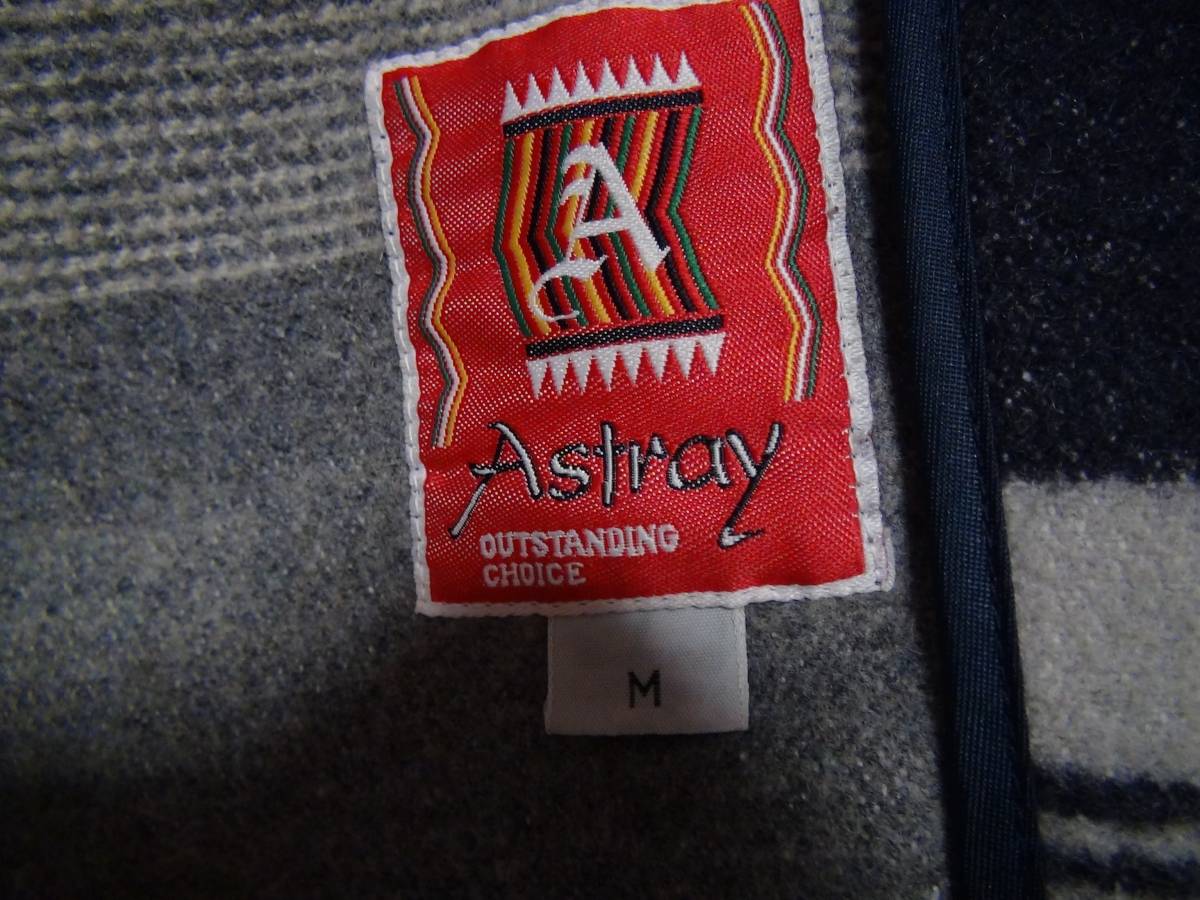 A
Astray
OUTSTANDING
CHOICE
M